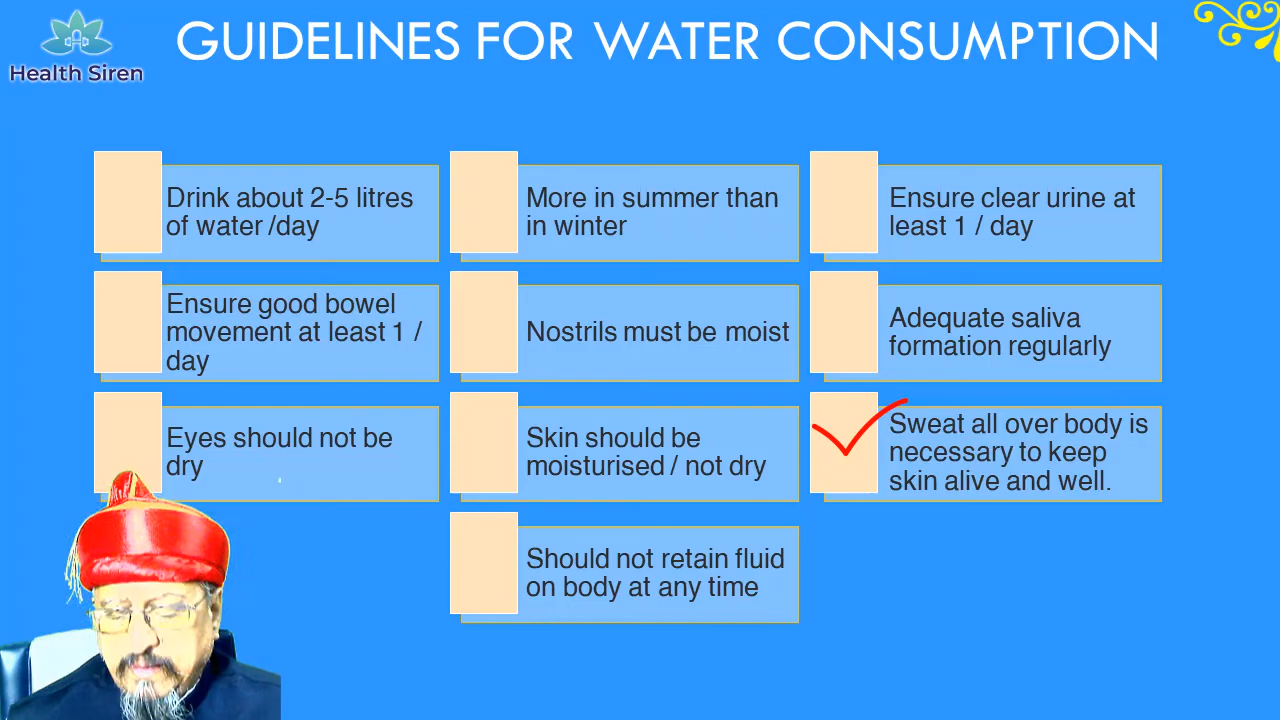 Health Siren
GUIDELINES FOR WATER CONSUMPTION
Drink about 2-5 litres
of water /day
More in summer than
in winter
Ensure clear urine at
least 1 / day
Ensure good bowel
movement at least 1 /
day
Nostrils must be moist
Adequate saliva
formation regularly
Eyes should not be
dry
Skin should be
moisturised / not dry
Sweat all over body is
necessary to keep
skin alive and well.
Should not retain fluid
on body at any time